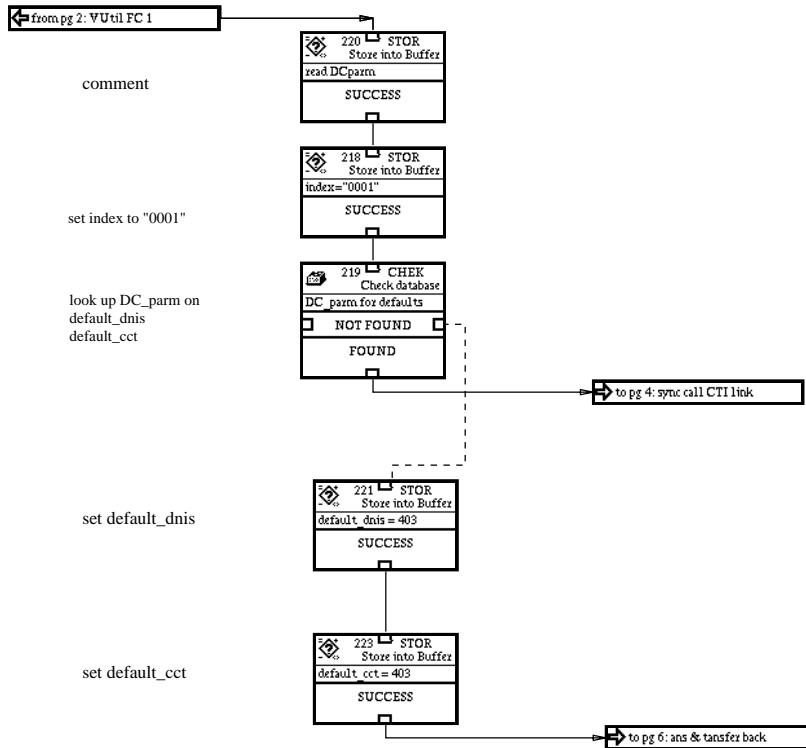 from pg 2: VUtil FC 1
220 STOR
Store into Buffer
read DCparm
SUCCESS
comment
218 STOR
Store into Buffer
index="0001"
SUCCESS
set index to "0001"
219 CHEK
Check database
DC_parm for defaults
NOT FOUND
FOUND
look up DC_parm on
default_dnis
default_cct
to pg 4: sync call CTI link
221 STOR
Store into Buffer
default_dnis = 403
SUCCESS
set default_dnis
223 STOR
Store into Buffer
default_cct = 403
SUCCESS
set default_cct
to pg 6: ans & tansfer back